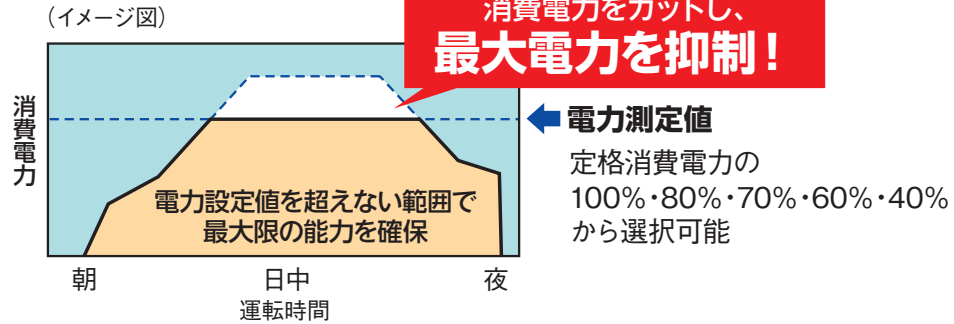 （イメージ図）
消費電力をカットし、
最大電力を抑制！
消費電力
電力測定値
定格消費電力の
100%・80%・70%・60%・40%
から選択可能
電力設定値を超えない範囲で
最大限の能力を確保
朝 日中 夜
運転時間